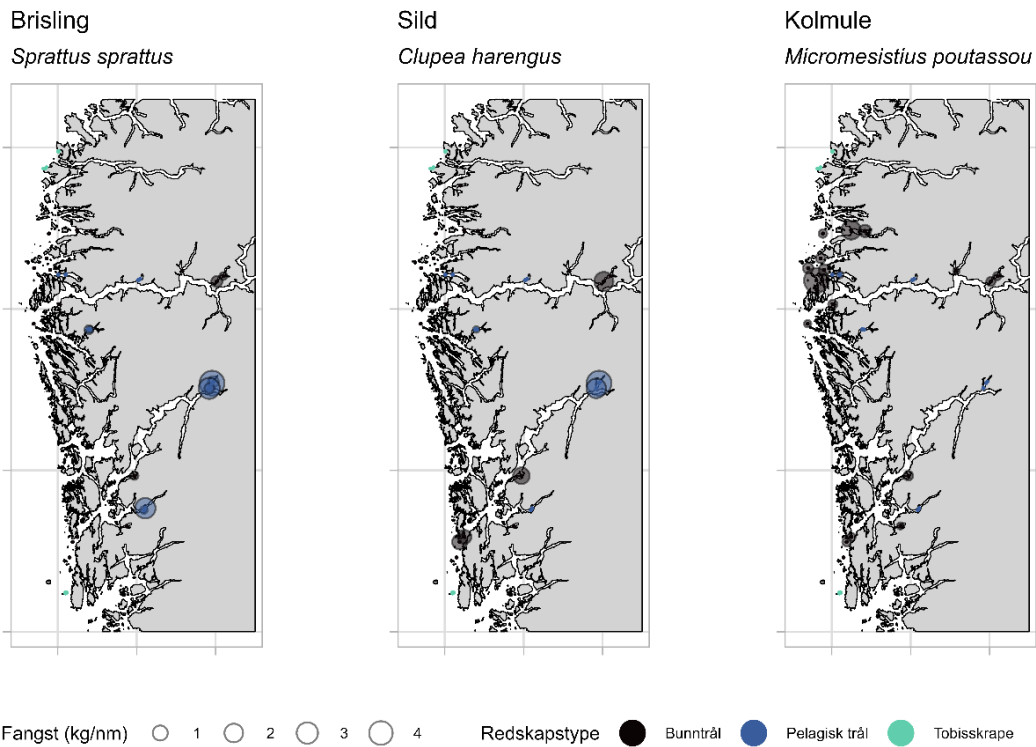 Brisling
Sprattus sprattus
Sild
Clupea harengus
Kolmule
Micromesistius poutassou
Fangst (kg/nm) 1 2 3 4 Redskapstype Bunntrål Pelagisk trål Tobisskrape